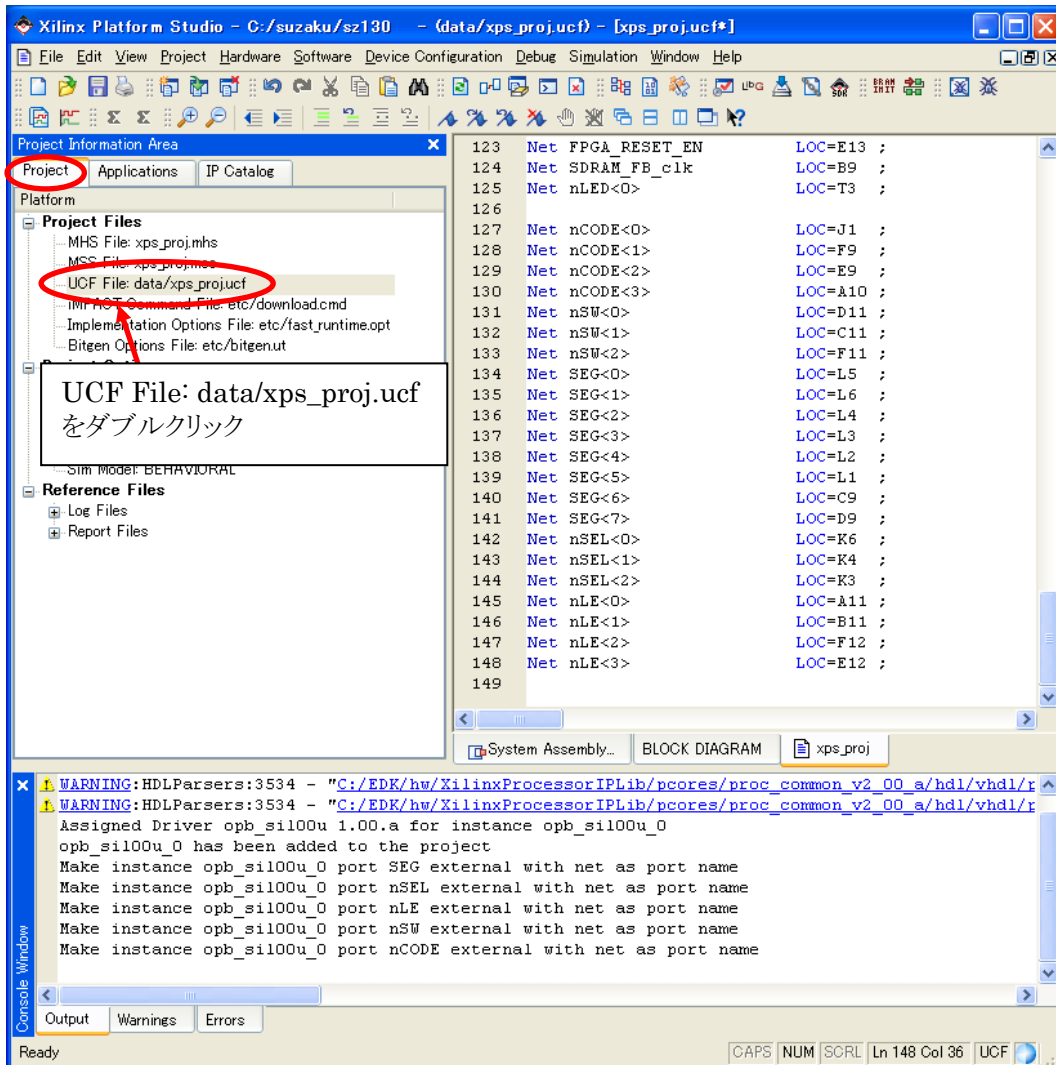 Xilinx Platform Studio - C:/suzaku/sz130 - (data/xps_proj.ucf) - [xps_proj.ucf*]
File Edit View Project Hardware Software Device Configuration Debug Simulation Window Help
Project Information Area
Project Applications IP Catalog
Platform
Project Files
MHS File: xps_proj.mhs
MSS File: xps_proj.mss
UCF File: data/xps_proj.ucf
iMPACT Command File: etc/download.cmd
Implementation Options File: etc/fast_runtime.opt
Bitgen Options File: etc/bitgen.ut
UCF File: data/xps_proj.ucf
をダブルクリック
Sim Model: BEHAVIORAL
Reference Files
Log Files
Report Files
123 Net FPGA_RESET_EN LOC=E13 ;
124 Net SDRAM_FB_clk LOC=B9 ;
125 Net nLED<0> LOC=T3 ;
126
127 Net nCODE<0> LOC=J1 ;
128 Net nCODE<1> LOC=F9 ;
129 Net nCODE<2> LOC=E9 ;
130 Net nCODE<3> LOC=A10 ;
131 Net nSW<0> LOC=D11 ;
132 Net nSW<1> LOC=C11 ;
133 Net nSW<2> LOC=F11 ;
134 Net SEG<0> LOC=L5 ;
135 Net SEG<1> LOC=L6 ;
136 Net SEG<2> LOC=L4 ;
137 Net SEG<3> LOC=L3 ;
138 Net SEG<4> LOC=L2 ;
139 Net SEG<5> LOC=L1 ;
140 Net SEG<6> LOC=C9 ;
141 Net SEG<7> LOC=D9 ;
142 Net nSEL<0> LOC=K6 ;
143 Net nSEL<1> LOC=K4 ;
144 Net nSEL<2> LOC=K3 ;
145 Net nLE<0> LOC=A11 ;
146 Net nLE<1> LOC=B11 ;
147 Net nLE<2> LOC=F12 ;
148 Net nLE<3> LOC=E12 ;
149
System Assembly... BLOCK DIAGRAM xps_proj
WARNING:HDLParsers:3534 - "C:/EDK/hw/XilinxProcessorIPLib/pcores/proc_common_v2_00_a/hdl/vhdl/
WARNING:HDLParsers:3534 - "C:/EDK/hw/XilinxProcessorIPLib/pcores/proc_common_v2_00_a/hdl/vhdl/
Assigned Driver opb_sil00u 1.00.a for instance opb_sil00u_0
opb_sil00u_0 has been added to the project
Make instance opb_sil00u_0 port SEG external with net as port name
Make instance opb_sil00u_0 port nSEL external with net as port name
Make instance opb_sil00u_0 port nLE external with net as port name
Make instance opb_sil00u_0 port nSW external with net as port name
Make instance opb_sil00u_0 port nCODE external with net as port name
Console Window
Output Warnings Errors
Ready CAPS NUM SCRL Ln 148 Col 36 UCF